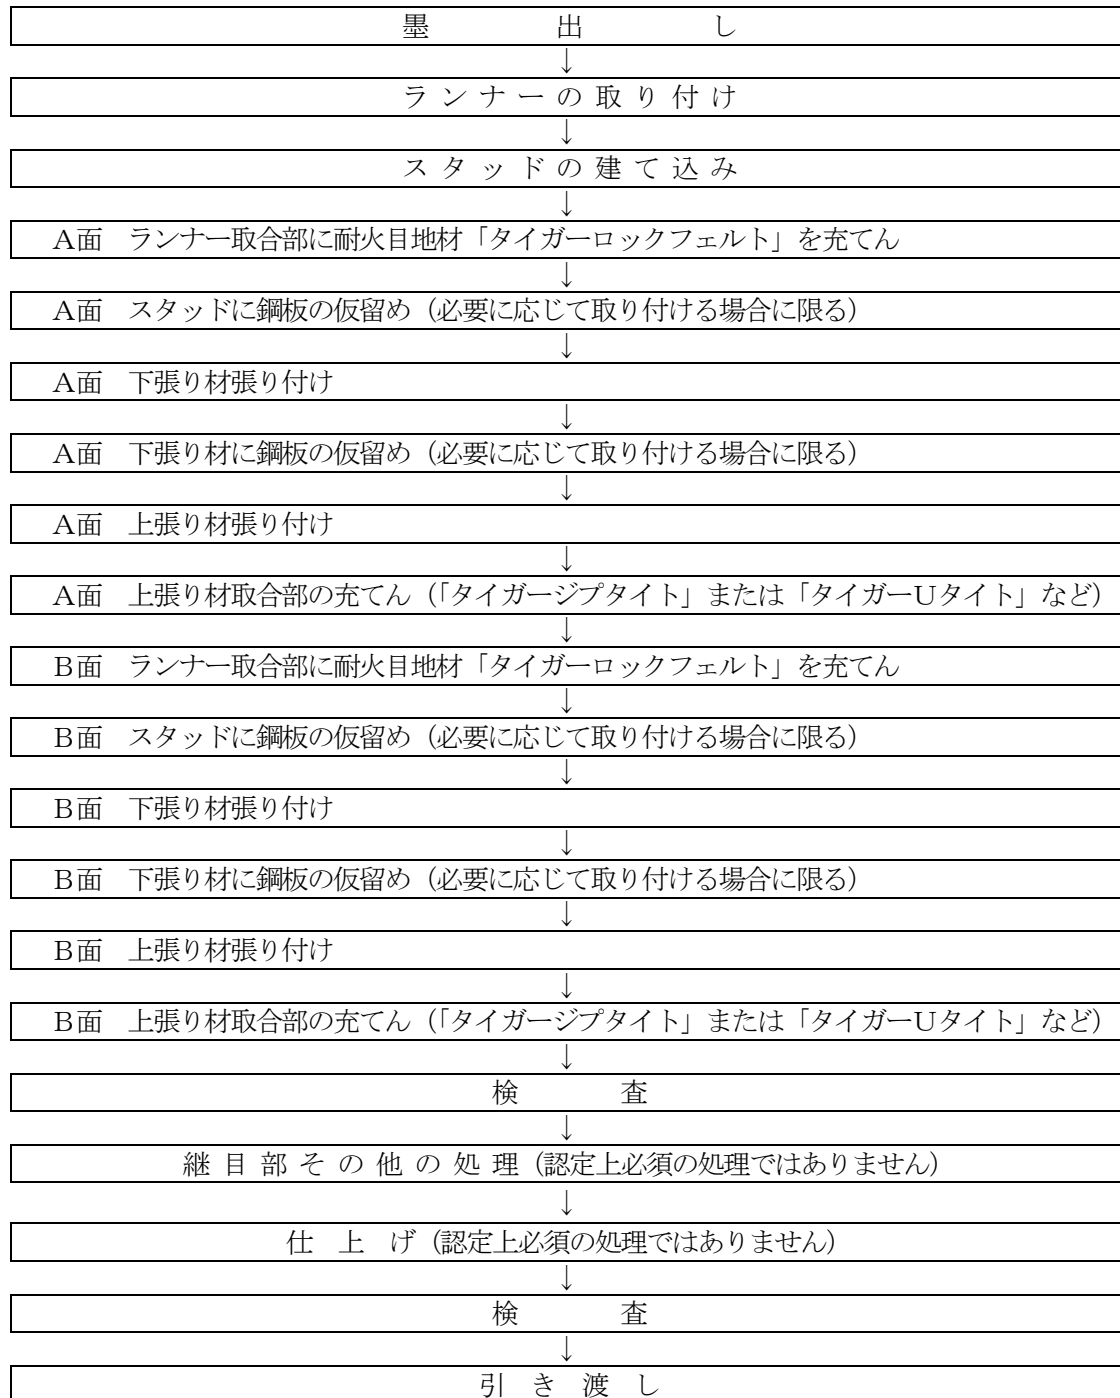 墨出し
↓
ランナーの取り付け
↓
スタッドの建て込み
↓
A面　ランナー取合部に耐火目地材「タイガーロックフェルト」を充てん
↓
A面　スタッドに鋼板の仮留め（必要に応じて取り付ける場合に限る）
↓
A面　下張り材張り付け
↓
A面　下張り材に鋼板の仮留め（必要に応じて取り付ける場合に限る）
↓
A面　上張り材張り付け
↓
A面　上張り材取合部の充てん（「タイガージプタイト」または「タイガーUタイト」など）
↓
B面　ランナー取合部に耐火目地材「タイガーロックフェルト」を充てん
↓
B面　スタッドに鋼板の仮留め（必要に応じて取り付ける場合に限る）
↓
B面　下張り材張り付け
↓
B面　下張り材に鋼板の仮留め（必要に応じて取り付ける場合に限る）
↓
B面　上張り材張り付け
↓
B面　上張り材取合部の充てん（「タイガージプタイト」または「タイガーUタイト」など）
↓
検査
↓
継目部その他の処理（認定上必須の処理ではありません）
↓
仕上げ（認定上必須の処理ではありません）
↓
検査
↓
引き渡し